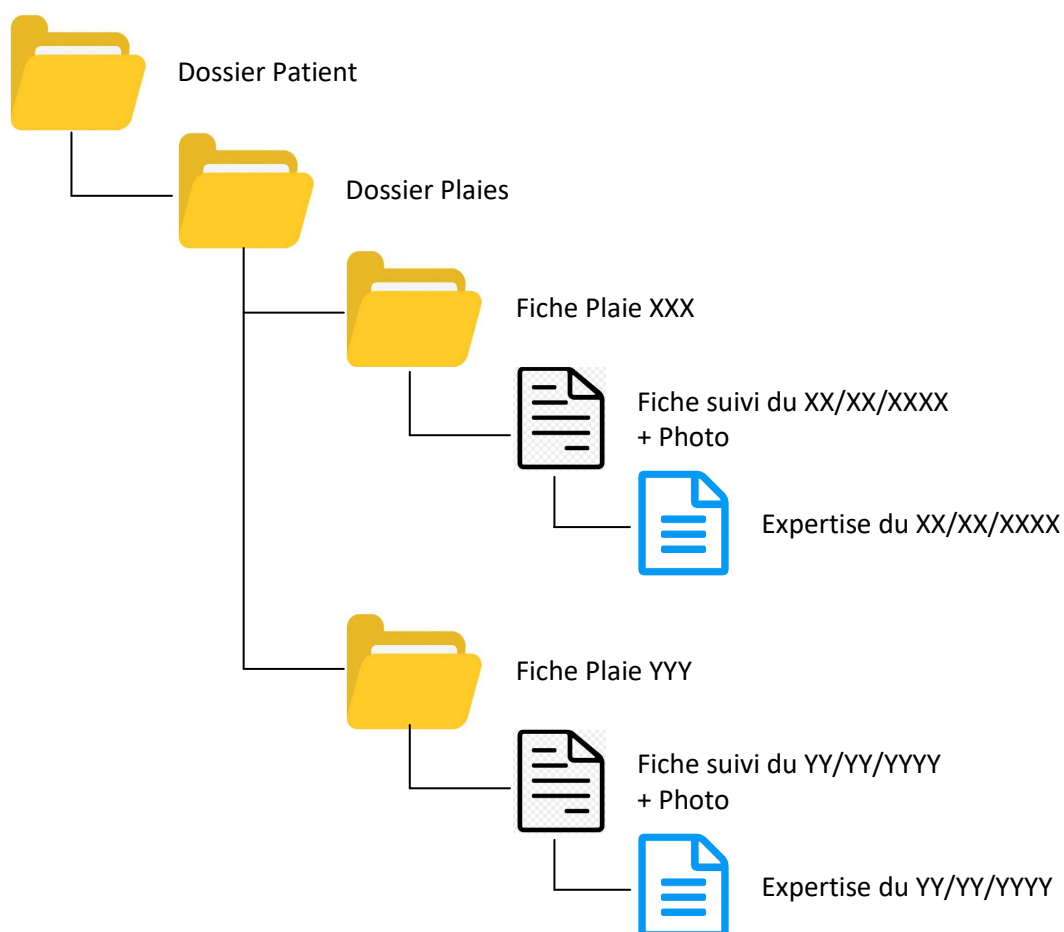 Dossier Patient
Dossier Plaies
Fiche Plaie XXX
Fiche suivi du XX/XX/XXXX
+ Photo
Expertise du XX/XX/XXXX
Fiche Plaie YYY
Fiche suivi du YY/YY/YYYY
+ Photo
Expertise du YY/YY/YYYY